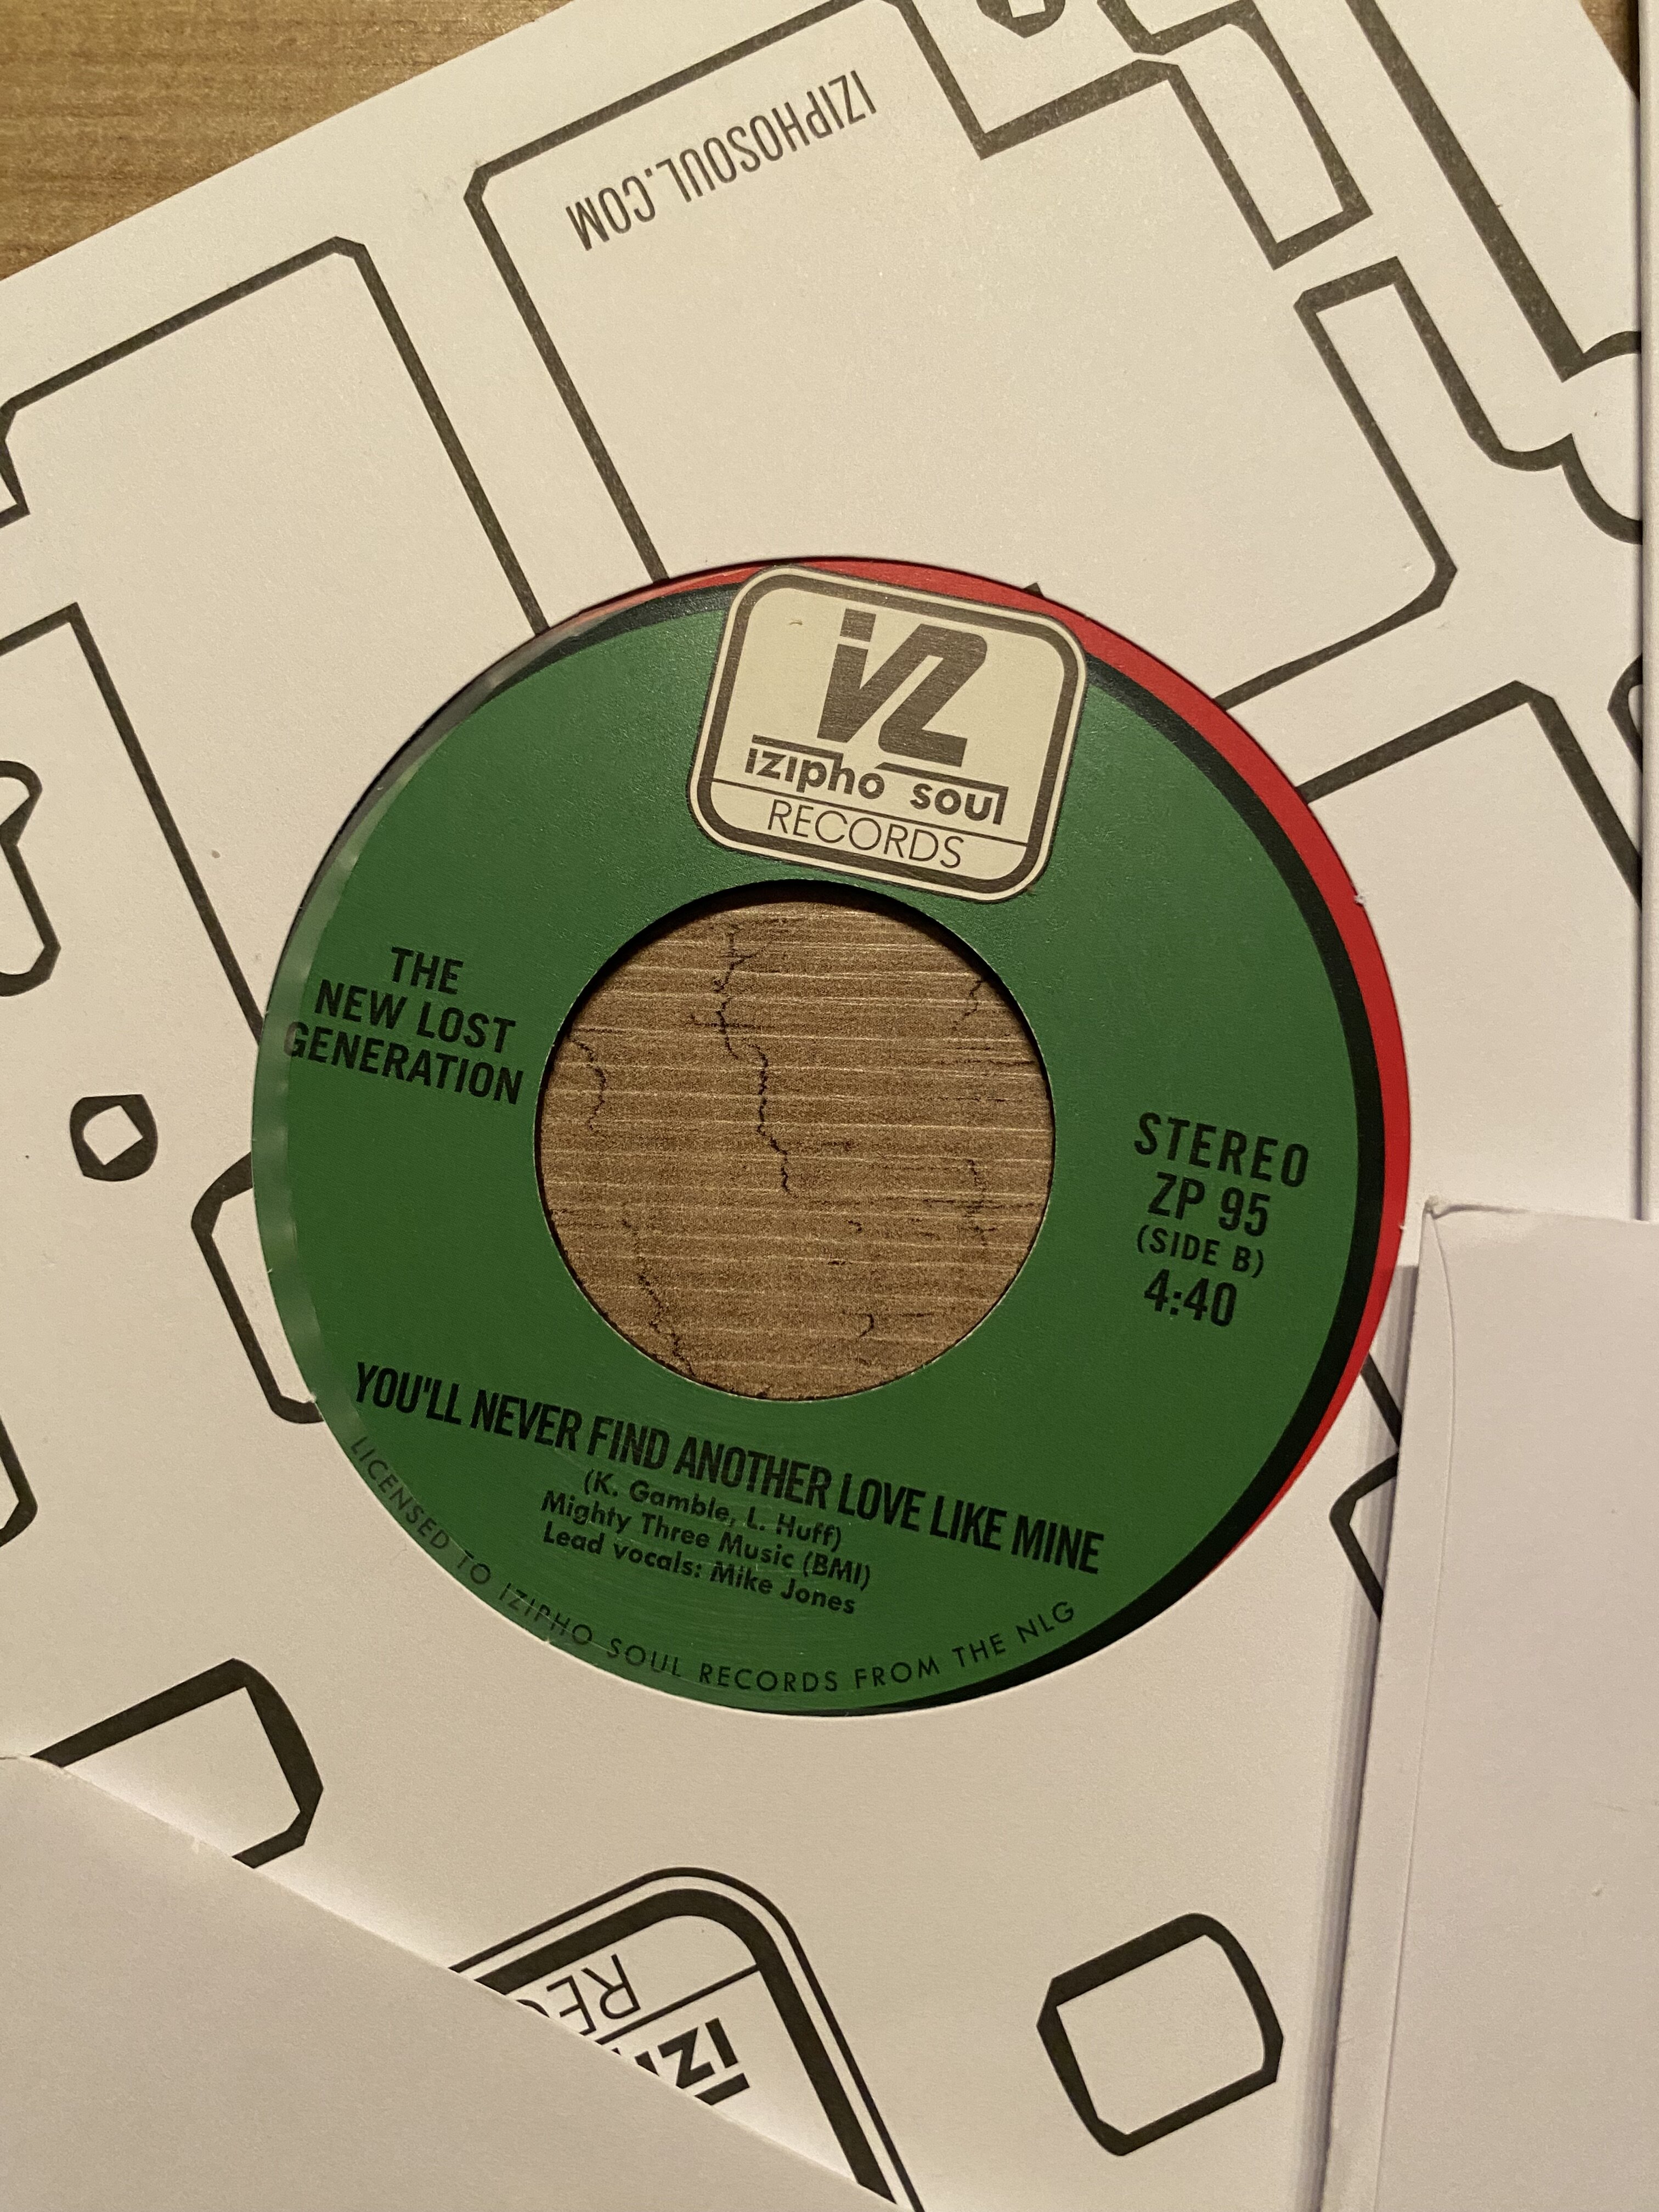 IZIPHOSOUL.COM
iz
izipho soul
RECORDS
THE
NEW LOST
GENERATION
STEREO
ZP 95
(SIDE B)
4:40
YOU'LL NEVER FIND ANOTHER LOVE LIKE MINE
(K. Gamble, L. Huff)
Mighty Three Music (BMI)
Lead vocals: Mike Jones
LICENSED TO IZIPHO SOUL RECORDS FROM THE NLG